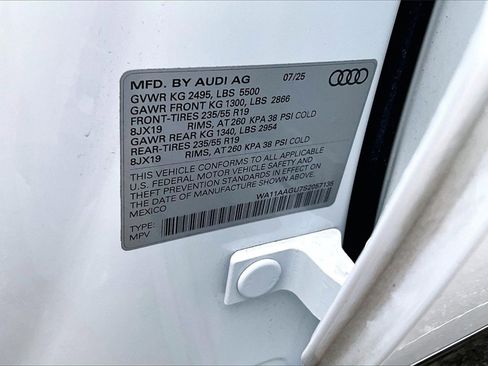 MFD. BY AUDI AG 07/25
GVWR KG 2495, LBS 5500
GAWR FRONT KG 1300, LBS 2866
FRONT-TIRES 235/55 R19
8JX19 RIMS, AT 260 KPA 38 PSI COLD
GAWR REAR KG 1340, LBS 2954
REAR-TIRES 235/55 R19
8JX19 RIMS, AT 260 KPA 38 PSI COLD
THIS VEHICLE CONFORMS TO ALL APPLICABLE
U.S. FEDERAL MOTOR VEHICLE SAFETY AND
THEFT PREVENTION STANDARDS IN EFFECT ON
THE DATE OF MANUFACTURE SHOWN ABOVE.
MEXICO
WA11AAGU7S2057135
TYPE:
MPV